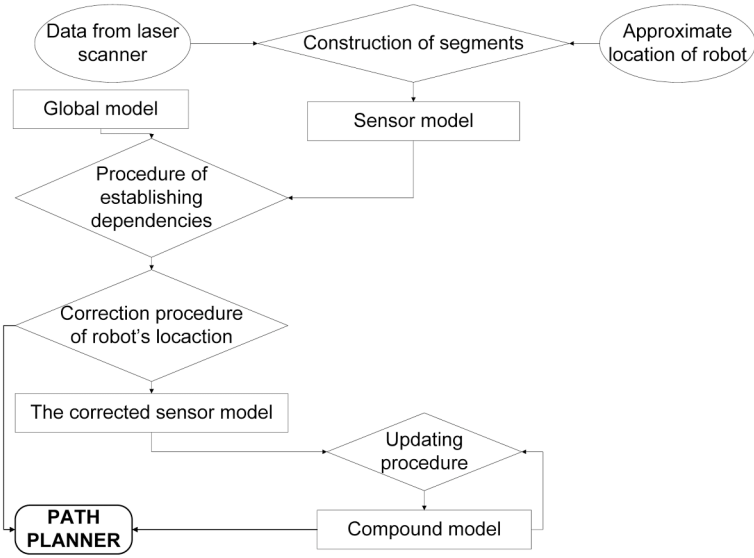 Data from laser
scanner
Construction of segments
Approximate
location of robot
Global model
Sensor model
Procedure of
establishing
dependencies
Correction procedure
of robot's locaction
The corrected sensor model
Updating
procedure
PATH
PLANNER
Compound model